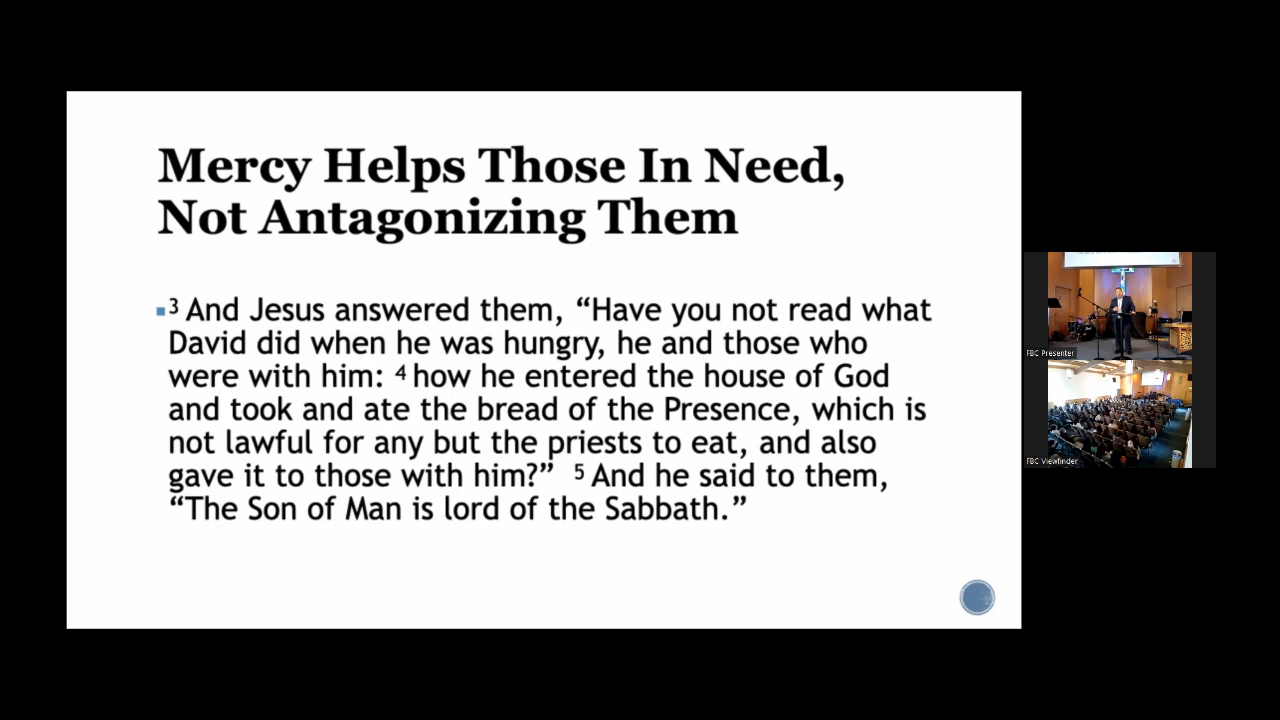 Mercy Helps Those In Need,
Not Antagonizing Them
3 And Jesus answered them, “Have you not read what
David did when he was hungry, he and those who
were with him: 4 how he entered the house of God
and took and ate the bread of the Presence, which is
not lawful for any but the priests to eat, and also
gave it to those with him?” 5 And he said to them,
“The Son of Man is lord of the Sabbath.”
FBC Presenter
FBC Viewfinder